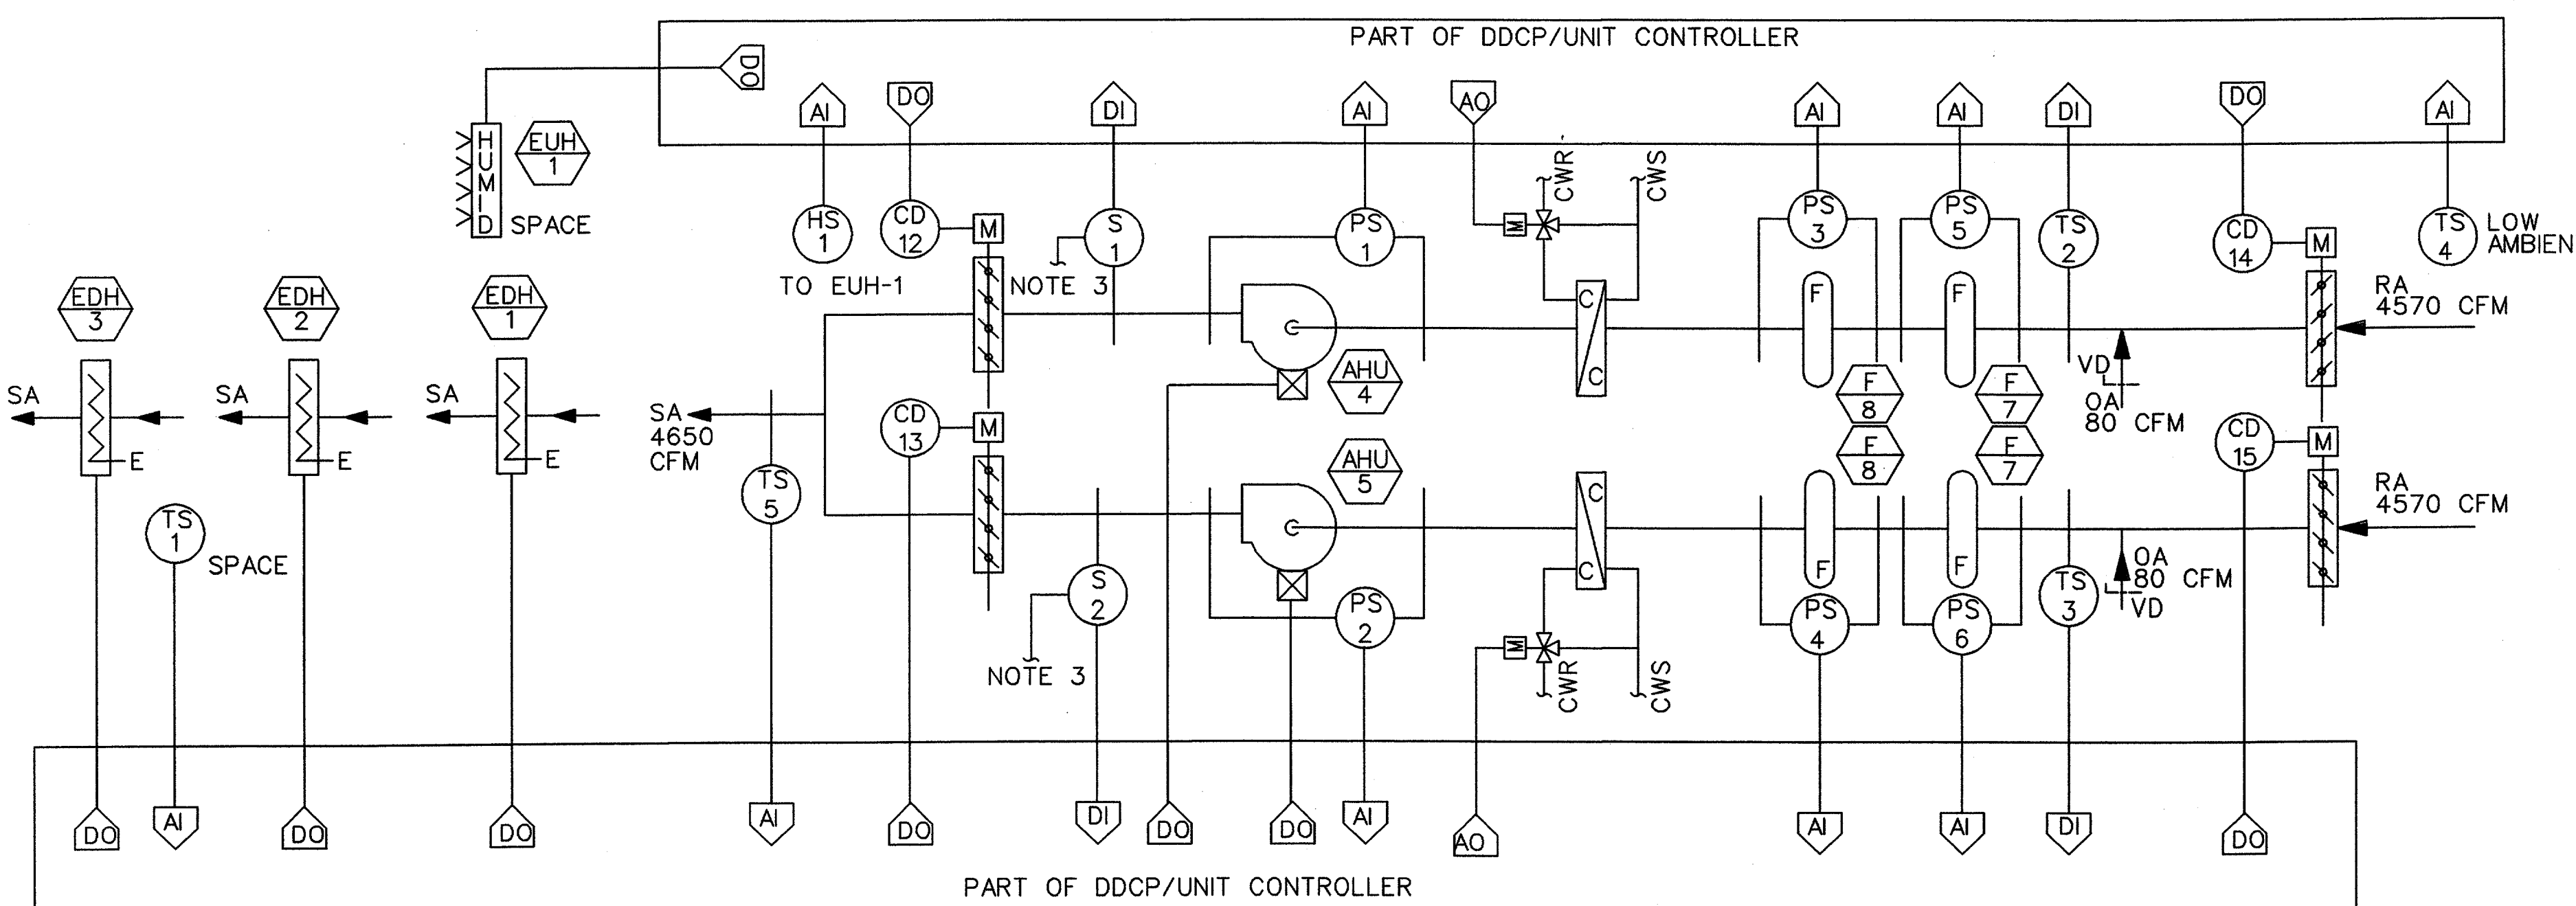 PART OF DDCP/UNIT CONTROLLER
DO
AI
DO
DI
AI
AO
AI
AI
DI
DO
AI
HUMID
EUH
1
SPACE
HS
1
TO EUH-1
CD
12
M
S
1
NOTE 3
PS
1
M
CWR
CWS
PS
3
PS
5
TS
2
CD
14
M
TS
4
LOW
AMBIEN
EDH
3
EDH
2
EDH
1
C
C
F
F
RA
4570 CFM
AHU
4
F
8
F
7
VD
OA
80 CFM
SA
E
SA
E
SA
E
SA
4650
CFM
CD
13
M
AHU
5
F
8
F
7
CD
15
M
TS
5
C
C
F
F
RA
4570 CFM
TS
1
SPACE
S
2
NOTE 3
PS
2
M
CWR
CWS
PS
4
PS
6
TS
3
OA
80 CFM
VD
DO
AI
DO
DO
AI
DO
DI
DO
DO
AI
AO
AI
AI
DI
DO
PART OF DDCP/UNIT CONTROLLER